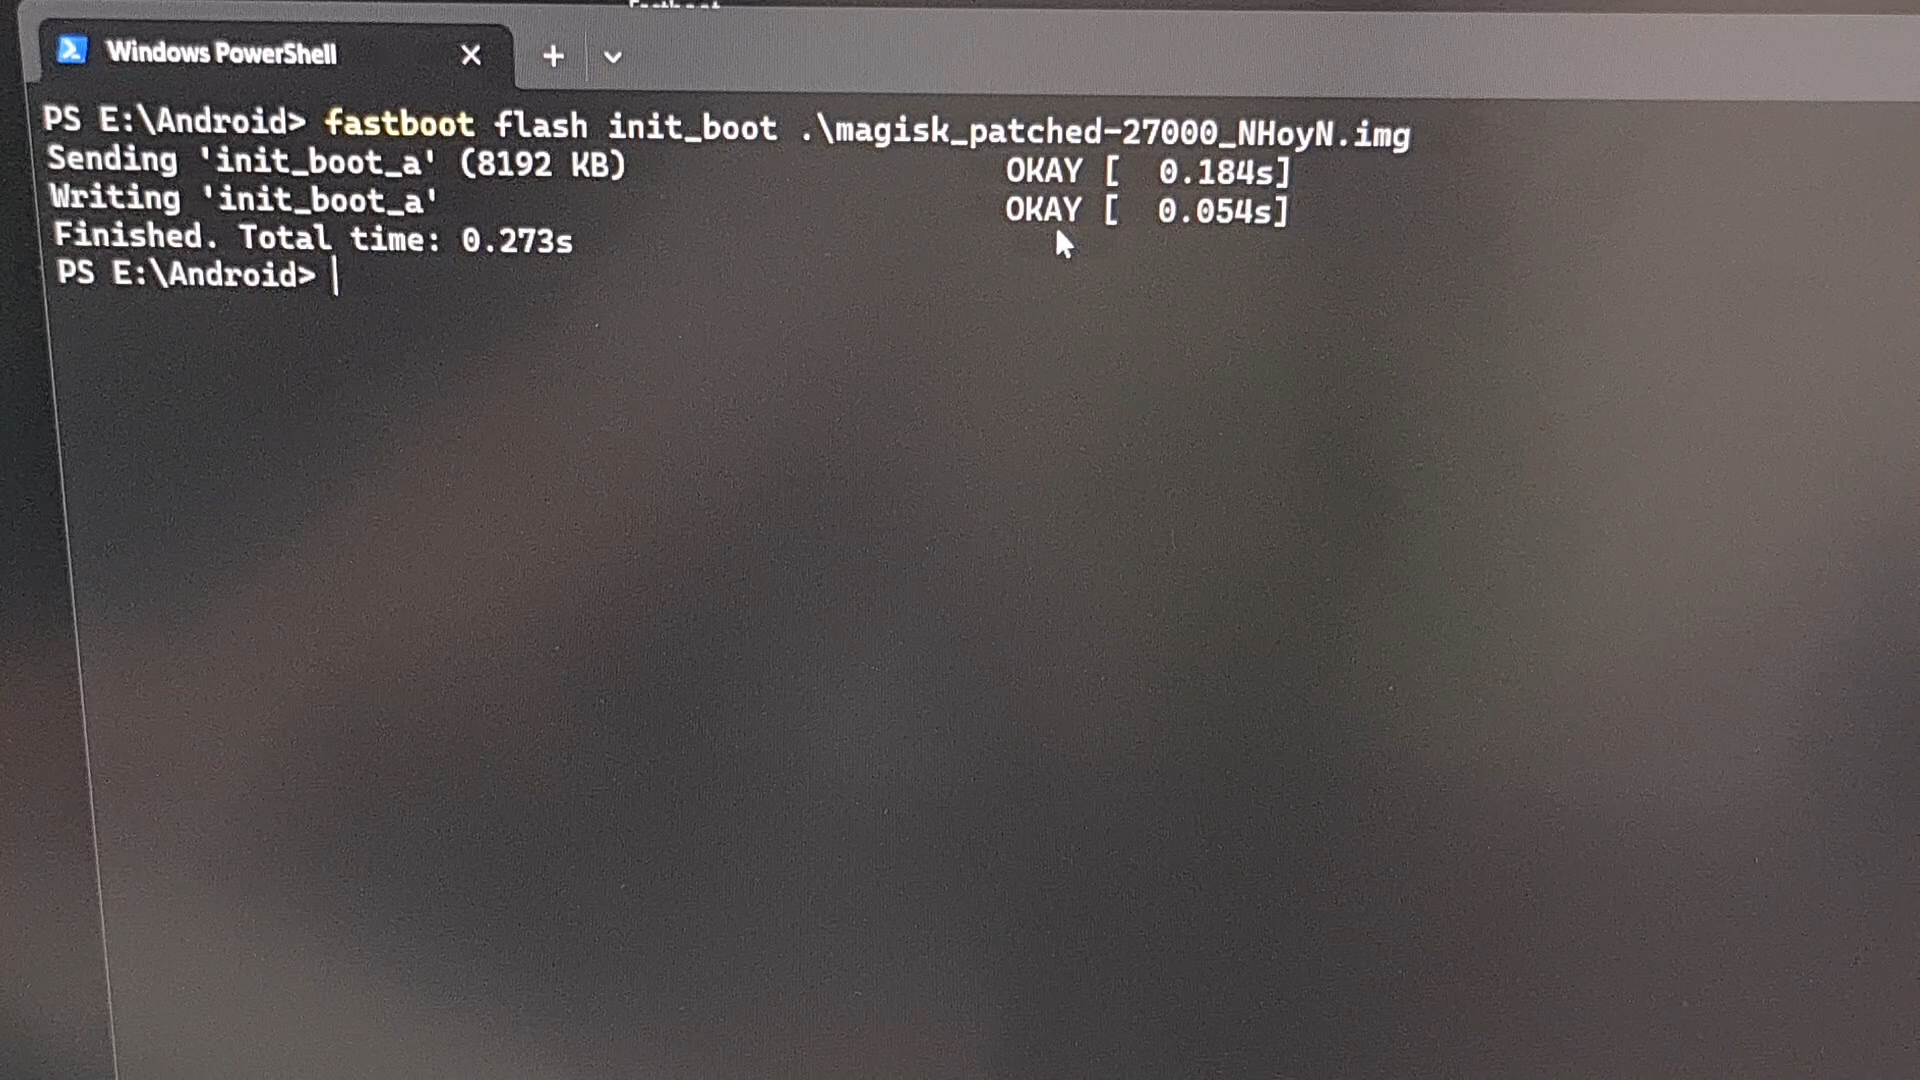 Windows PowerShell
PS E:\Android> fastboot flash init_boot .\magisk_patched-27000_NHoyN.img
Sending 'init_boot_a' (8192 KB) OKAY [ 0.184s]
Writing 'init_boot_a' OKAY [ 0.054s]
Finished. Total time: 0.273s
PS E:\Android>